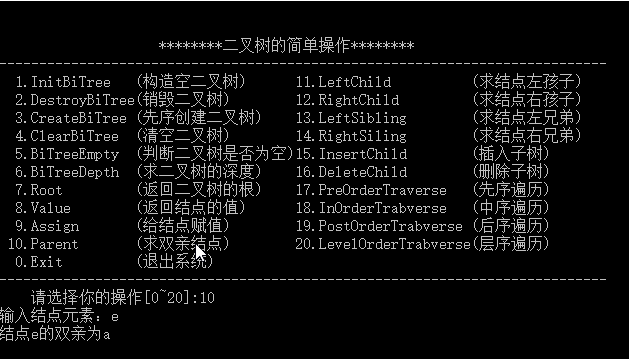 ********二叉树的简单操作********
1.InitBiTree (构造空二叉树) 11.LeftChild (求结点左孩子)
2.DestroyBiTree(销毁二叉树) 12.RightChild (求结点右孩子)
3.CreateBiTree (先序创建二叉树) 13.LeftSibling (求结点左兄弟)
4.ClearBiTree (清空二叉树) 14.RightSiling (求结点右兄弟)
5.BiTreeEmpty (判断二叉树是否为空)15.InsertChild (插入子树)
6.BiTreeDepth (求二叉树的深度) 16.DeleteChild (删除子树)
7.Root (返回二叉树的根) 17.PreOrderTraverse (先序遍历)
8.Value (返回结点的值) 18.InOrderTrabverse (中序遍历)
9.Assign (给结点赋值) 19.PostOrderTrabverse (后序遍历)
10.Parent (求双亲结点) 20.LevelOrderTrabverse(层序遍历)
0.Exit (退出系统)
请选择你的操作[0~20]:10
输入结点元素：e
结点e的双亲为a